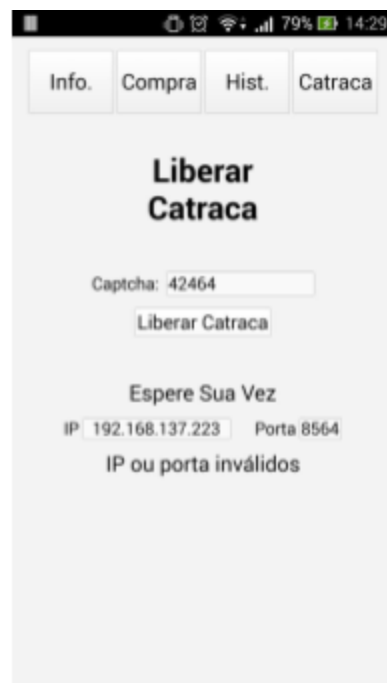 79% 14:29
Info. Compra Hist. Catraca
Liberar
Catraca
Captcha: 42464
Liberar Catraca
Espere Sua Vez
IP 192.168.137.223 Porta 8564
IP ou porta inválidos